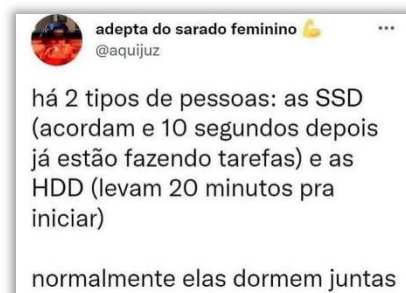 adepta do sarado feminino 💪
@aquijuz
há 2 tipos de pessoas: as SSD
(acordam e 10 segundos depois
já estão fazendo tarefas) e as
HDD (levam 20 minutos pra
iniciar)
normalmente elas dormem juntas